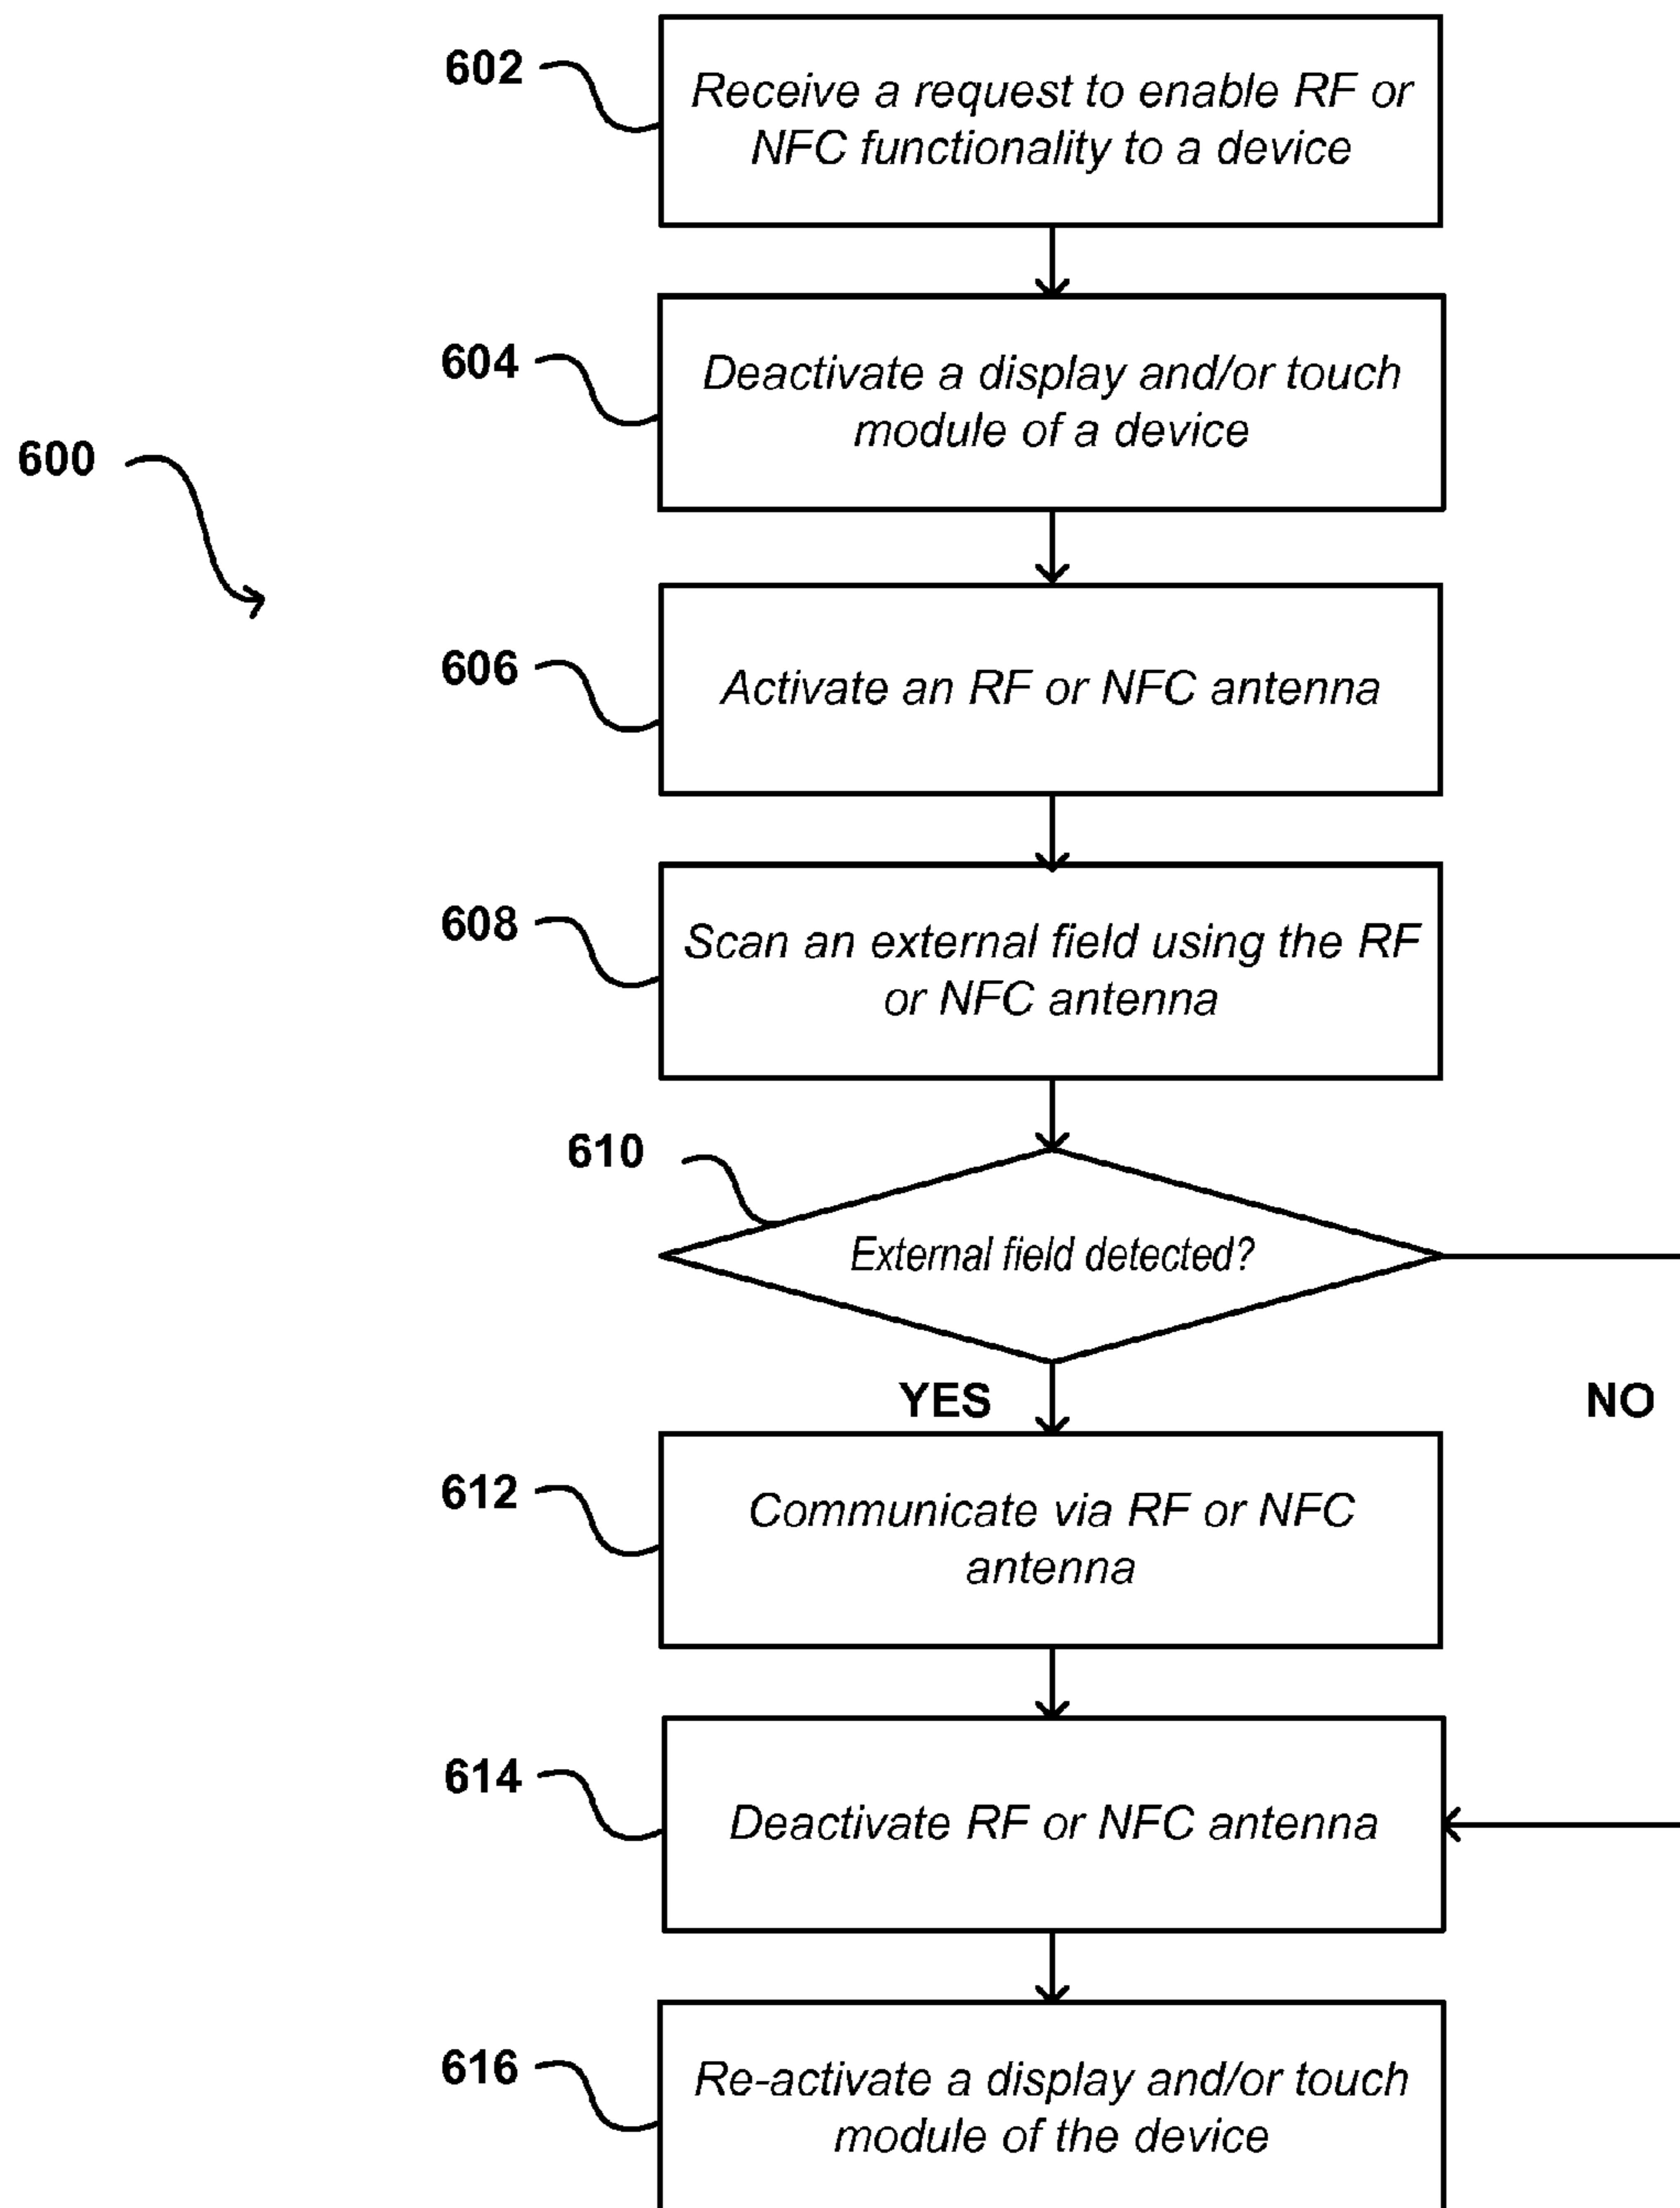 602
Receive a request to enable RF or
NFC functionality to a device
604
Deactivate a display and/or touch
module of a device
600
606
Activate an RF or NFC antenna
608
Scan an external field using the RF
or NFC antenna
610
External field detected?
YES
NO
612
Communicate via RF or NFC
antenna
614
Deactivate RF or NFC antenna
616
Re-activate a display and/or touch
module of the device